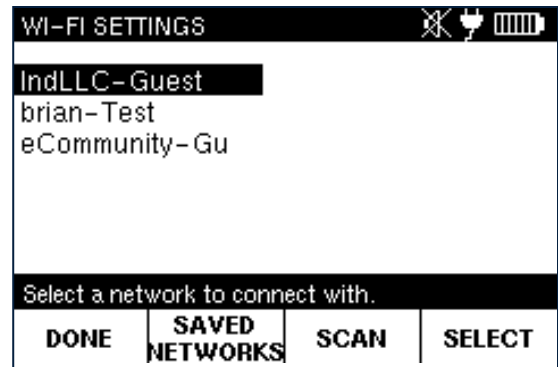 WI-FI SETTINGS
IndLLC-Guest
brian-Test
eCommunity-Gu
Select a network to connect with.
DONE
SAVED
NETWORKS
SCAN
SELECT